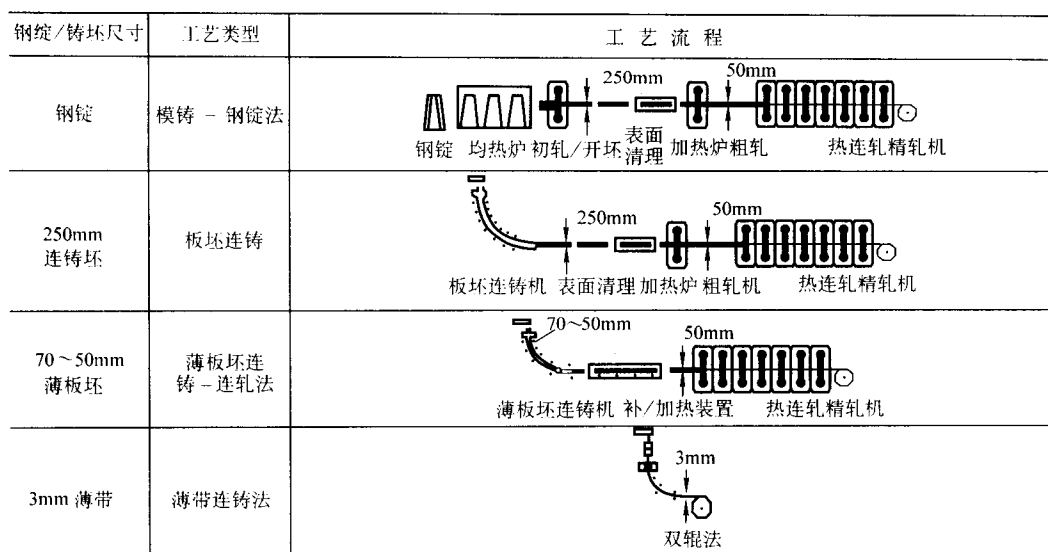 钢绽/铸坯尺寸 工艺类型 工艺流程
250mm 50mm
钢锭 模铸－钢锭法
钢锭 均热炉 初轧/开坯 表面清理 加热炉粗轧 热连轧精轧机
250mm 50mm
250mm
连铸坯
板坯连铸
板坯连铸机 表面清理 加热炉 粗轧机 热连轧精轧机
70～50mm 50mm
70～50mm
薄板坯
薄板坯连
铸－连轧法
薄板坯连铸机 补/加热装置 热连轧精轧机
3mm
3mm 薄带 薄带连铸法
双辊法